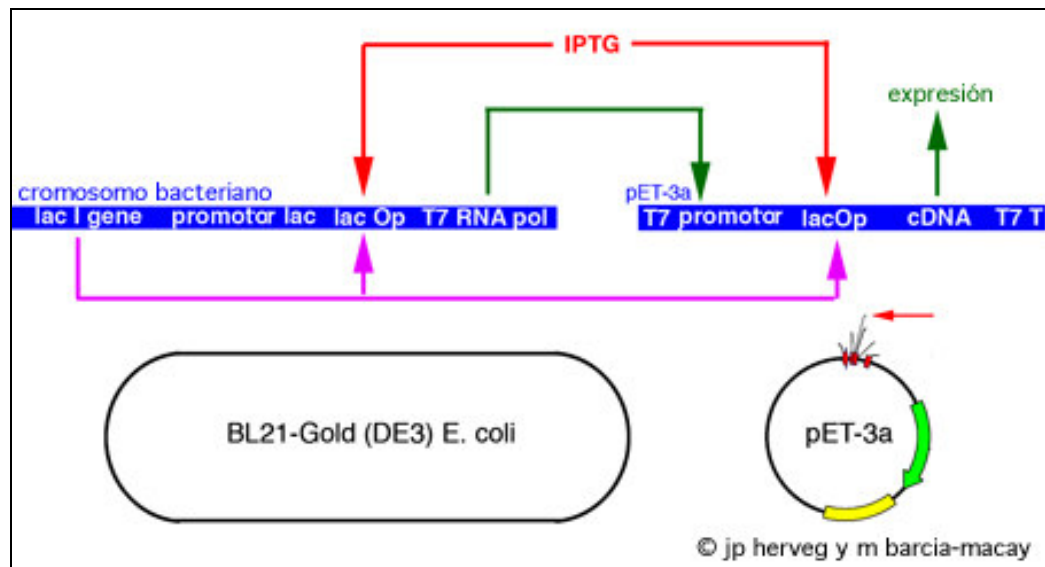 IPTG
expresión
cromosomo bacteriano
pET-3a
lac I gene promotor lac lac Op T7 RNA pol
T7 promotor lacOp cDNA T7 T
BL21-Gold (DE3) E. coli
pET-3a
© jp herveg y m barcia-macay